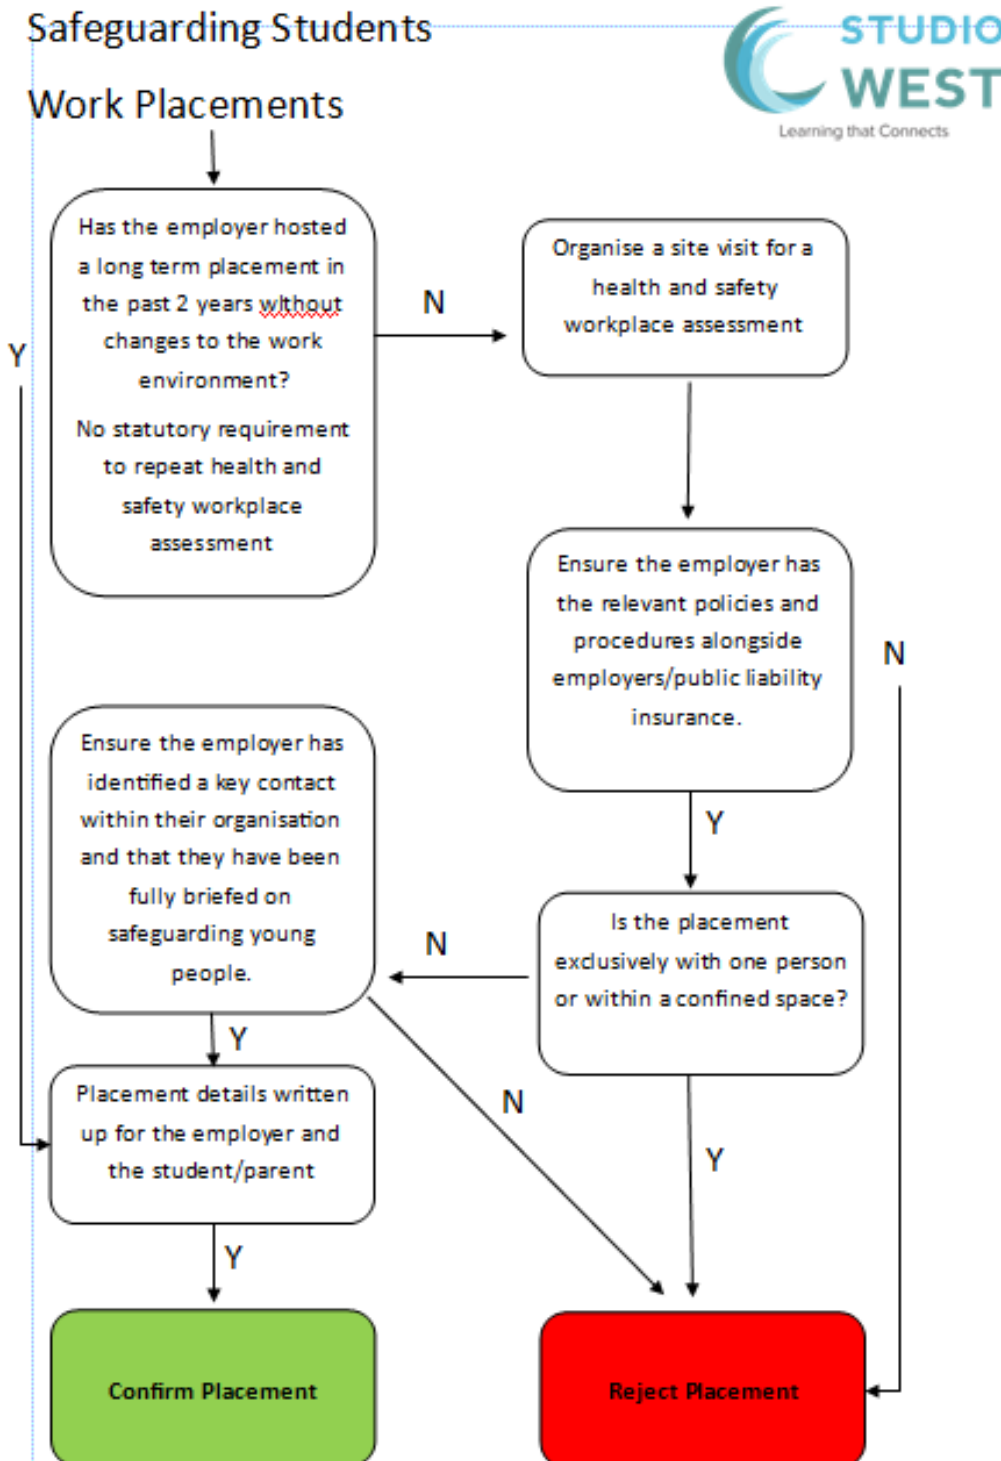 Safeguarding Students
Work Placements
STUDIO
WEST
Learning that Connects
Has the employer hosted
a long term placement in
the past 2 years without
changes to the work
environment?
No statutory requirement
to repeat health and
safety workplace
assessment
N
Organise a site visit for a
health and safety
workplace assessment
Y
Ensure the employer has
the relevant policies and
procedures alongside
employers/public liability
insurance.
N
Y
Is the placement
exclusively with one person
or within a confined space?
N
Ensure the employer has
identified a key contact
within their organisation
and that they have been
fully briefed on
safeguarding young
people.
Y
N
Y
Placement details written
up for the employer and
the student/parent
Y
Confirm Placement
Reject Placement